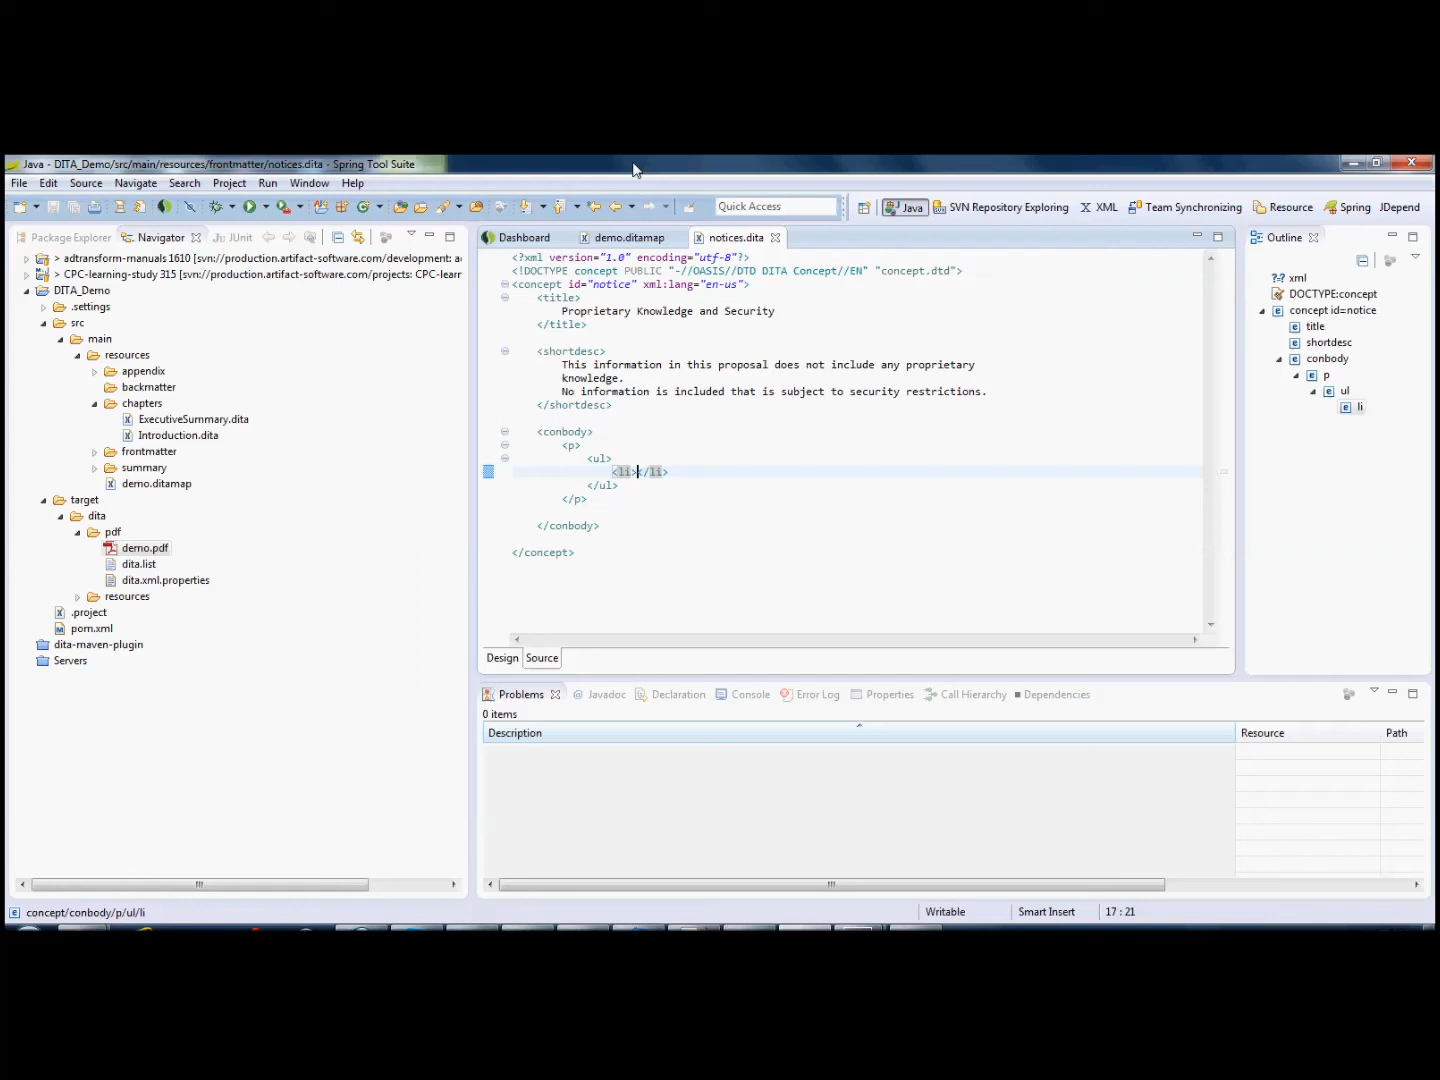 Java - DITA_Demo/src/main/resources/frontmatter/notices.dita - Spring Tool Suite
File Edit Source Navigate Search Project Run Window Help
Quick Access
Java SVN Repository Exploring XML Team Synchronizing Resource Spring JDepend
Package Explorer Navigator JUnit
> adtransform-manuals 1610 [svn://production.artifact-software.com/development: ac
> CPC-learning-study 315 [svn://production.artifact-software.com/projects: CPC-learr
DITA_Demo
.settings
src
main
resources
appendix
backmatter
chapters
ExecutiveSummary.dita
Introduction.dita
frontmatter
summary
demo.ditamap
target
dita
pdf
demo.pdf
dita.list
dita.xml.properties
resources
.project
pom.xml
dita-maven-plugin
Servers
Dashboard demo.ditamap notices.dita
<?xml version="1.0" encoding="utf-8"?>
<!DOCTYPE concept PUBLIC "-//OASIS//DTD DITA Concept//EN" "concept.dtd">
<concept id="notice" xml:lang="en-us">
<title>
Proprietary Knowledge and Security
</title>
<shortdesc>
This information in this proposal does not include any proprietary
knowledge.
No information is included that is subject to security restrictions.
</shortdesc>
<conbody>
<p>
<ul>
<li></li>
</ul>
</p>
</conbody>
</concept>
Design Source
Outline
xml
DOCTYPE:concept
concept id=notice
title
shortdesc
conbody
p
ul
li
Problems Javadoc Declaration Console Error Log Properties Call Hierarchy Dependencies
0 items
Description Resource Path
concept/conbody/p/ul/li Writable Smart Insert 17 : 21